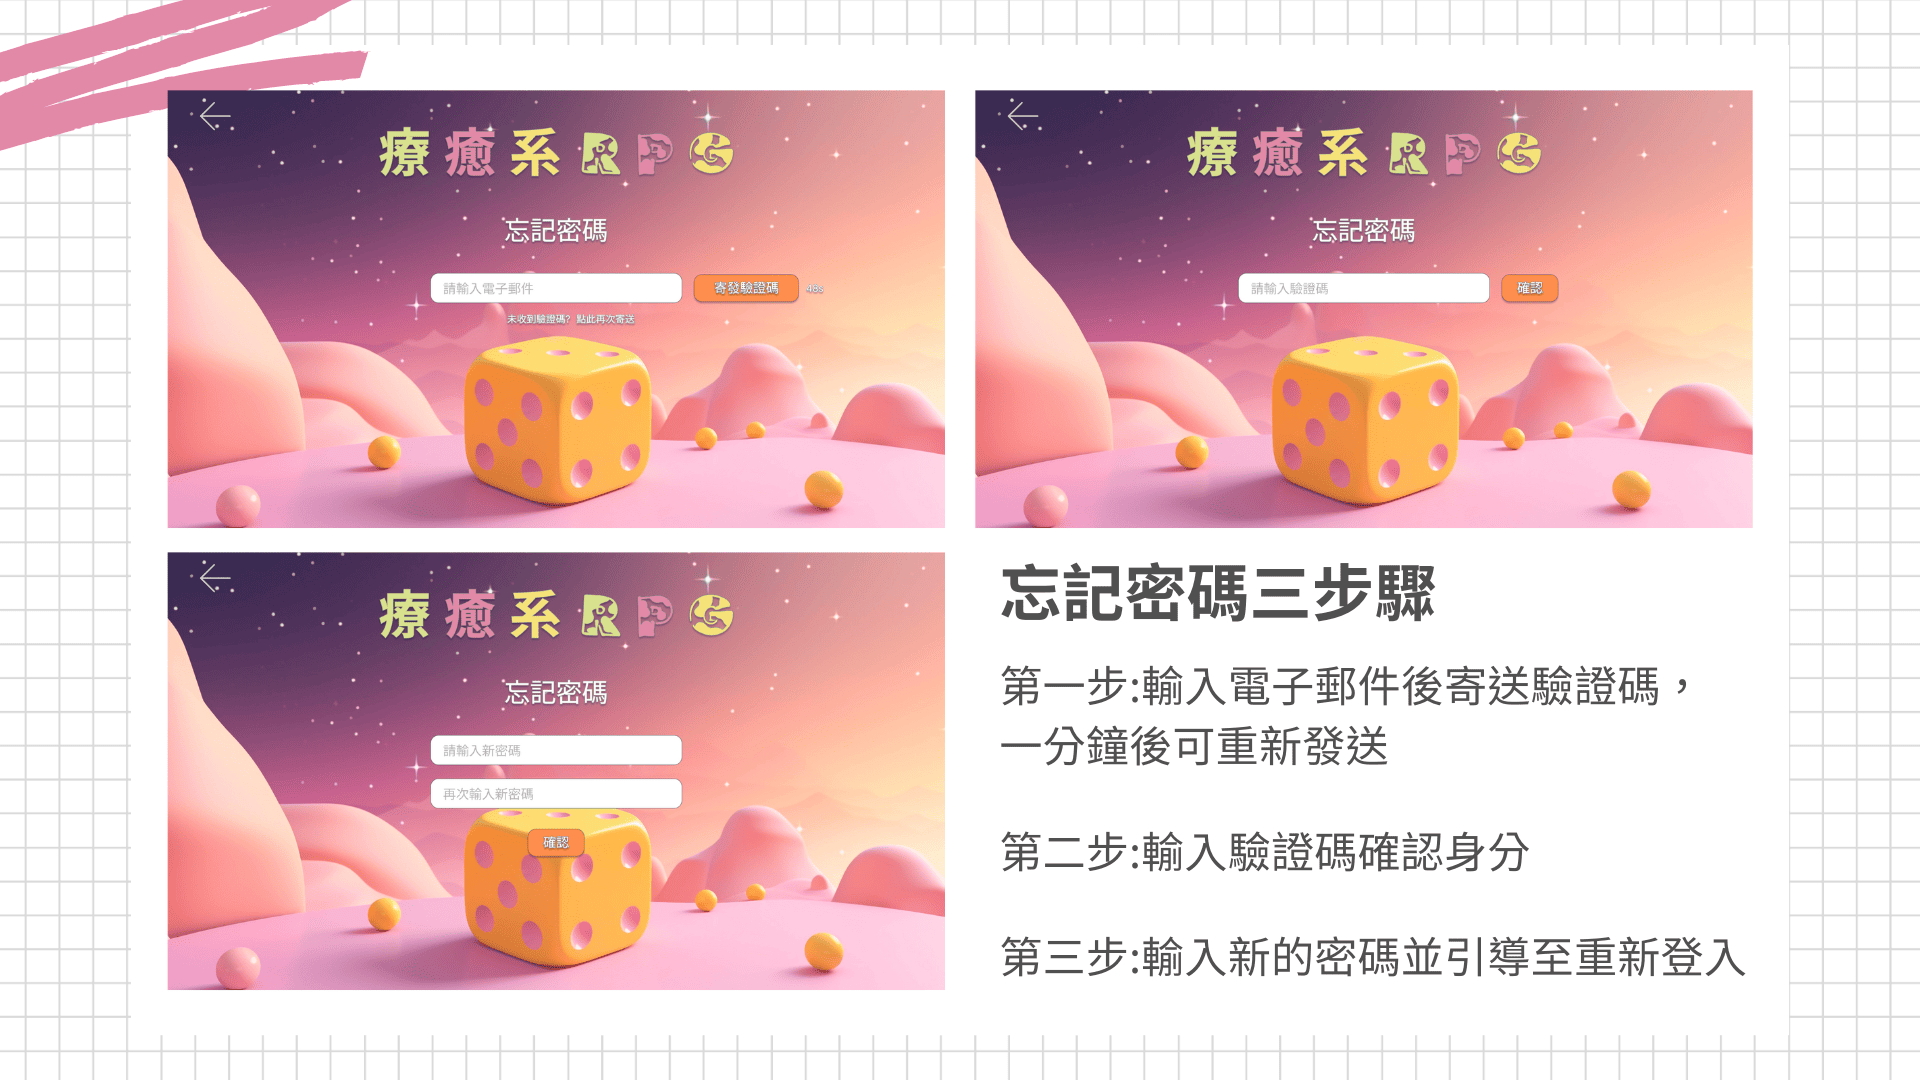 療癒系RPG
忘記密碼
請輸入電子郵件
寄發驗證碼
48s
未收到驗證碼? 點此再次寄送
療癒系RPG
忘記密碼
請輸入驗證碼
確認
療癒系RPG
忘記密碼
請輸入新密碼
再次輸入新密碼
確認
忘記密碼三步驟
第一步:輸入電子郵件後寄送驗證碼，
一分鐘後可重新發送
第二步:輸入驗證碼確認身分
第三步:輸入新的密碼並引導至重新登入